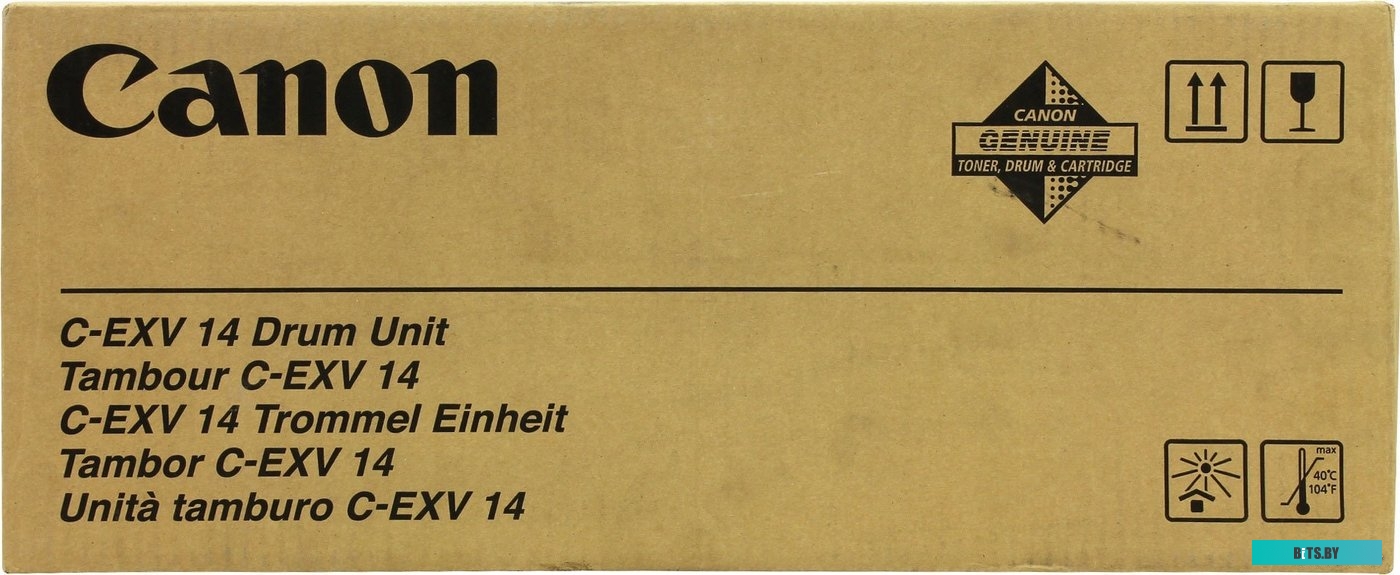 Canon
CANON
GENUINE
TONER, DRUM & CARTRIDGE
C-EXV 14 Drum Unit
Tambour C-EXV 14
C-EXV 14 Trommel Einheit
Tambor C-EXV 14
Unità tamburo C-EXV 14
max
40°C
104°F
BiTS.BY